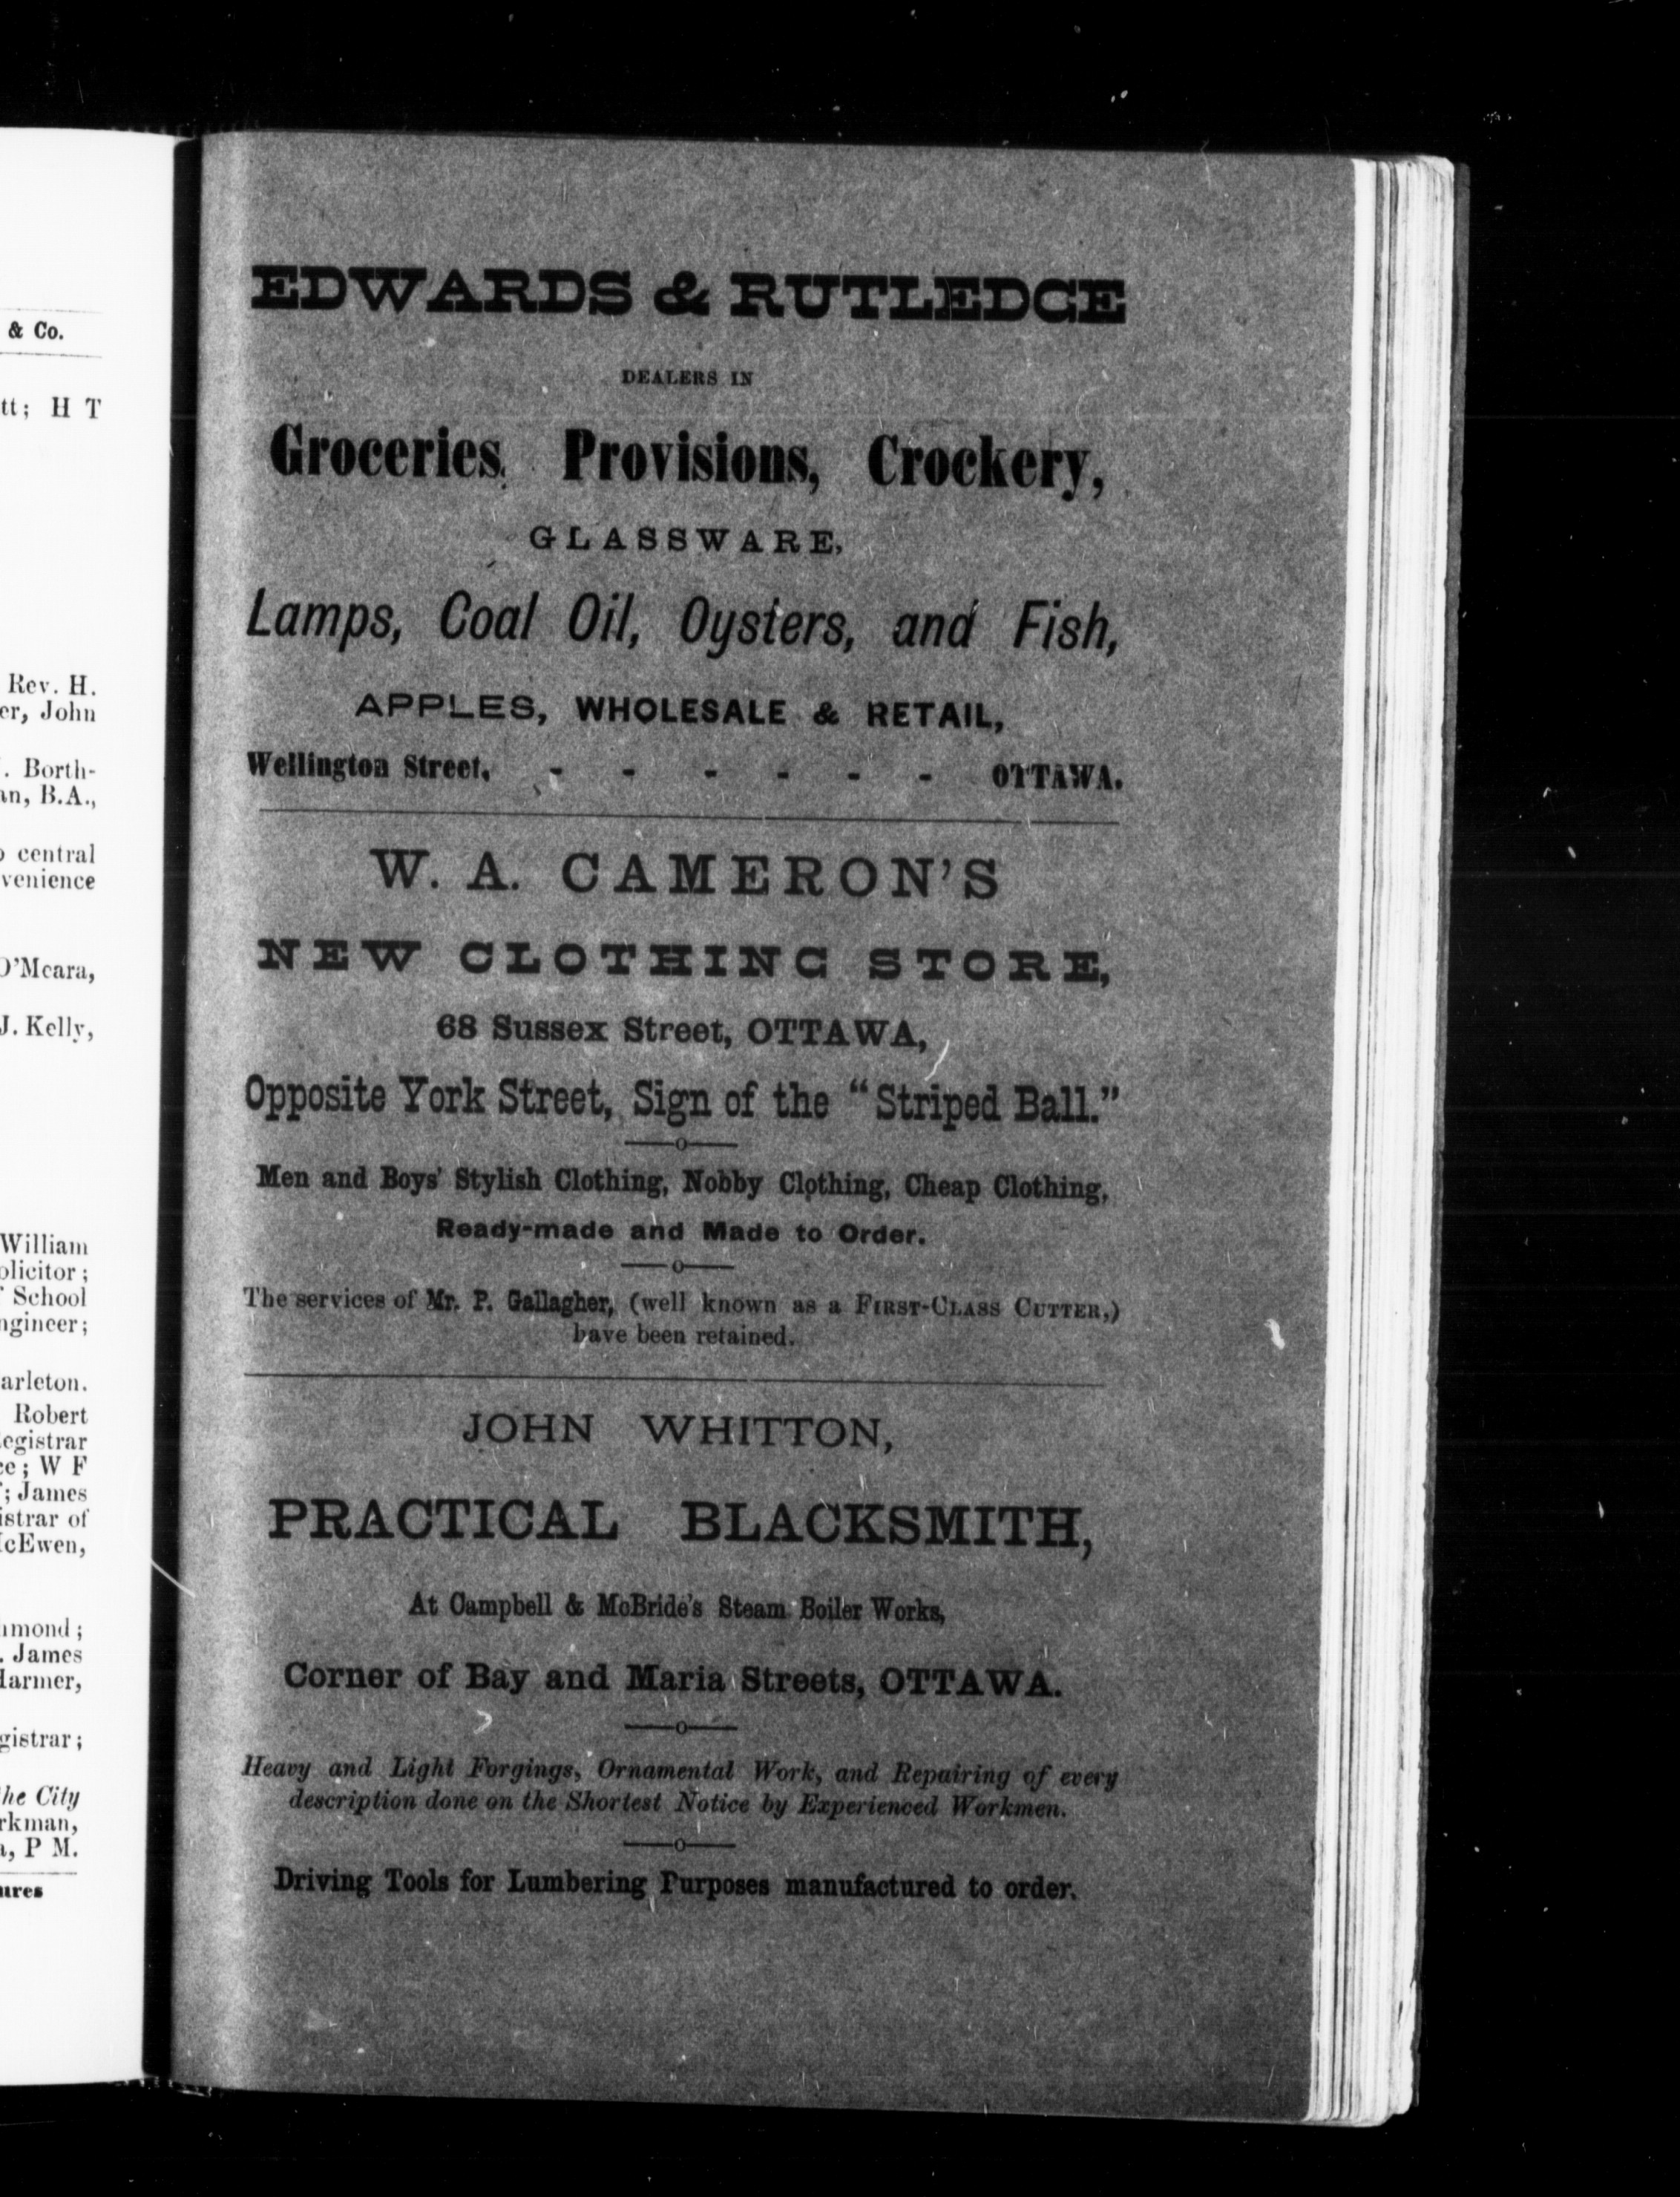 & Co.
tt; H T
Rev. H.
er, John
. Borth-
an, B.A.,
central
venience
O'Meara,
J. Kelly,
William
olicitor;
School
ngineer;
arleton.
Robert
egistrar
ce; W F
; James
istrar of
cEwen,
mond;
. James
Harmer,
gistrar;
he City
rkman,
a, P M.
ures
EDWARDS & RUTLEDGE
DEALERS IN
Groceries, Provisions, Crockery,
GLASSWARE,
Lamps, Coal Oil, Oysters, and Fish,
APPLES, WHOLESALE & RETAIL,
Wellington Street, - - - - - - OTTAWA.
W. A. CAMERON'S
NEW CLOTHING STORE,
68 Sussex Street, OTTAWA,
Opposite York Street, Sign of the "Striped Ball."
Men and Boys' Stylish Clothing, Nobby Clothing, Cheap Clothing,
Ready-made and Made to Order.
The services of Mr. P. Gallagher, (well known as a FIRST-CLASS CUTTER,)
have been retained.
JOHN WHITTON,
PRACTICAL BLACKSMITH,
At Campbell & McBride's Steam Boiler Works,
Corner of Bay and Maria Streets, OTTAWA.
Heavy and Light Forgings, Ornamental Work, and Repairing of every
description done on the Shortest Notice by Experienced Workmen.
Driving Tools for Lumbering Purposes manufactured to order.